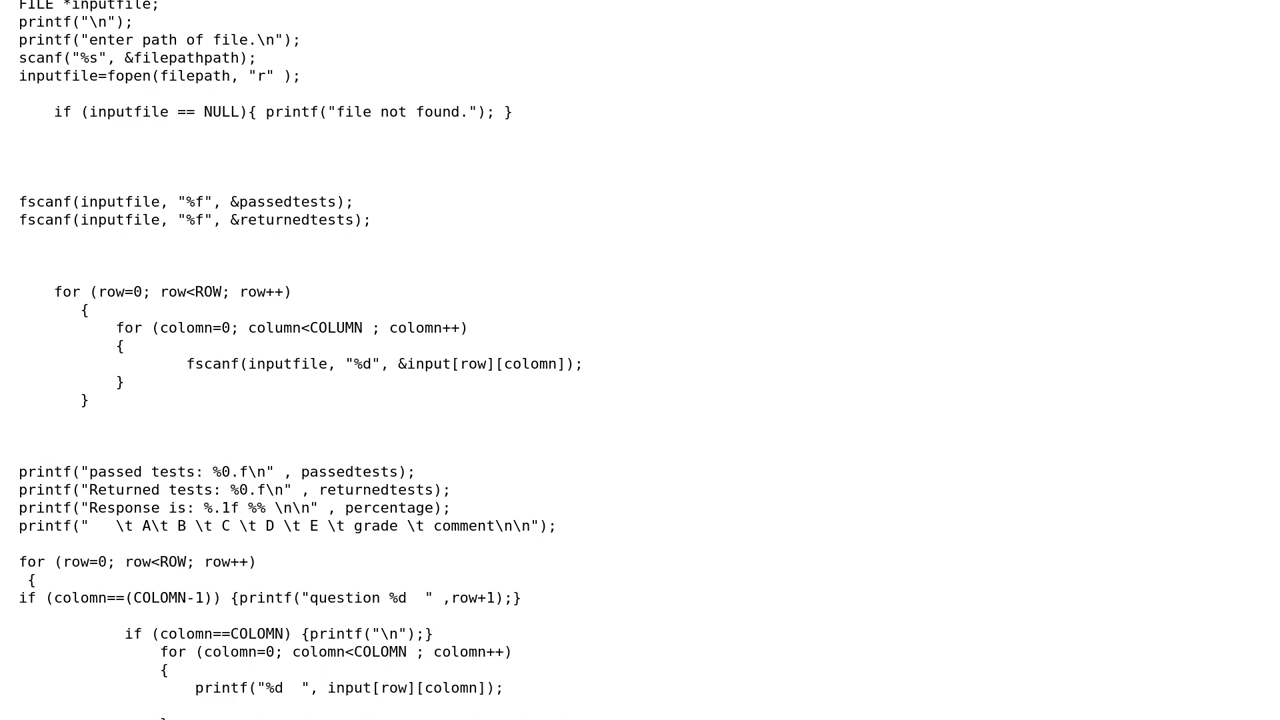 FILE *inputfile;
printf("\n");
printf("enter path of file.\n");
scanf("%s", &filepathpath);
inputfile=fopen(filepath, "r" );
if (inputfile == NULL){ printf("file not found."); }
fscanf(inputfile, "%f", &passedtests);
fscanf(inputfile, "%f", &returnedtests);
for (row=0; row<ROW; row++)
{
for (colomn=0; column<COLUMN ; colomn++)
{
fscanf(inputfile, "%d", &input[row][colomn]);
}
}
printf("passed tests: %0.f\n" , passedtests);
printf("Returned tests: %0.f\n" , returnedtests);
printf("Response is: %.1f %% \n\n" , percentage);
printf("   \t A\t B \t C \t D \t E \t grade \t comment\n\n");
for (row=0; row<ROW; row++)
{
if (colomn==(COLOMN-1)) {printf("question %d  " ,row+1);}
if (colomn==COLOMN) {printf("\n");}
for (colomn=0; colomn<COLOMN ; colomn++)
{
printf("%d  ", input[row][colomn]);
}